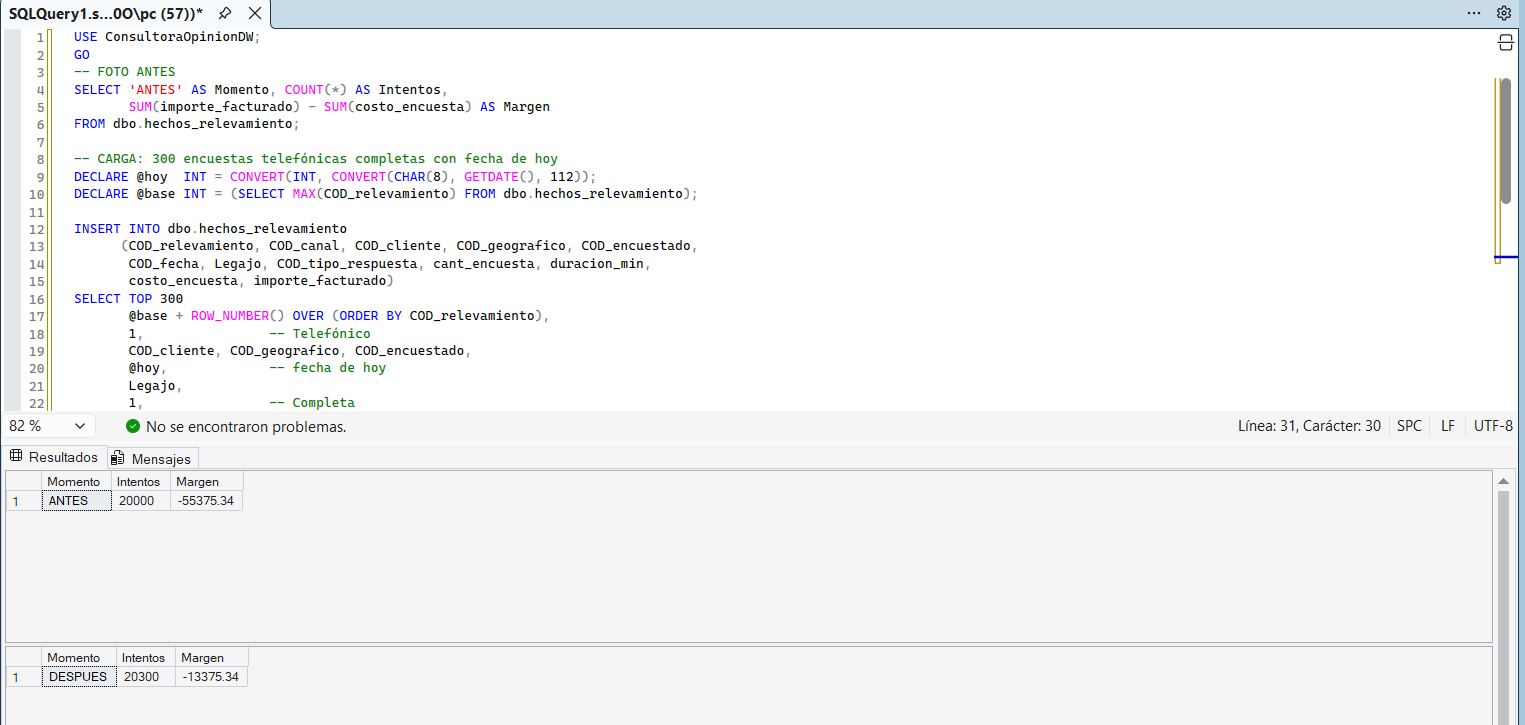 SQLQuery1.s...0O\pc (57))*
1 USE ConsultoraOpinionDW;
2 GO
3 -- FOTO ANTES
4 SELECT 'ANTES' AS Momento, COUNT(*) AS Intentos,
5 SUM(importe_facturado) - SUM(costo_encuesta) AS Margen
6 FROM dbo.hechos_relevamiento;
7
8 -- CARGA: 300 encuestas telefónicas completas con fecha de hoy
9 DECLARE @hoy INT = CONVERT(INT, CONVERT(CHAR(8), GETDATE(), 112));
10 DECLARE @base INT = (SELECT MAX(COD_relevamiento) FROM dbo.hechos_relevamiento);
11
12 INSERT INTO dbo.hechos_relevamiento
13 (COD_relevamiento, COD_canal, COD_cliente, COD_geografico, COD_encuestado,
14 COD_fecha, Legajo, COD_tipo_respuesta, cant_encuesta, duracion_min,
15 costo_encuesta, importe_facturado)
16 SELECT TOP 300
17 @base + ROW_NUMBER() OVER (ORDER BY COD_relevamiento),
18 1, -- Telefónico
19 COD_cliente, COD_geografico, COD_encuestado,
20 @hoy, -- fecha de hoy
21 Legajo,
22 1, -- Completa
82 % No se encontraron problemas. Línea: 31, Carácter: 30 SPC LF UTF-8
Resultados Mensajes
Momento Intentos Margen
1 ANTES 20000 -55375.34
Momento Intentos Margen
1 DESPUES 20300 -13375.34